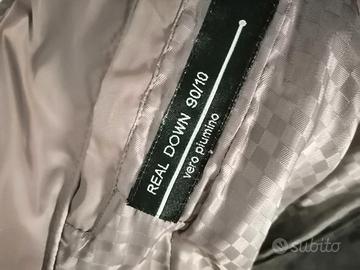 REAL DOWN 90/10
vero piumino
subito